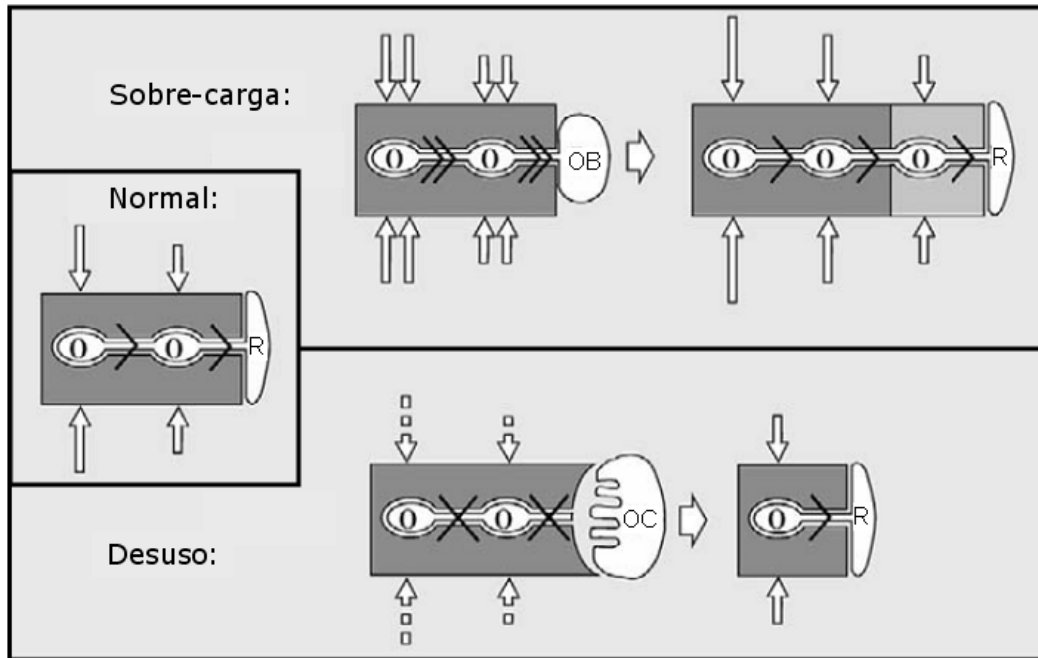 Sobre-carga:
O O OB O O O R
Normal:
O O R
O O OC O R
Desuso: